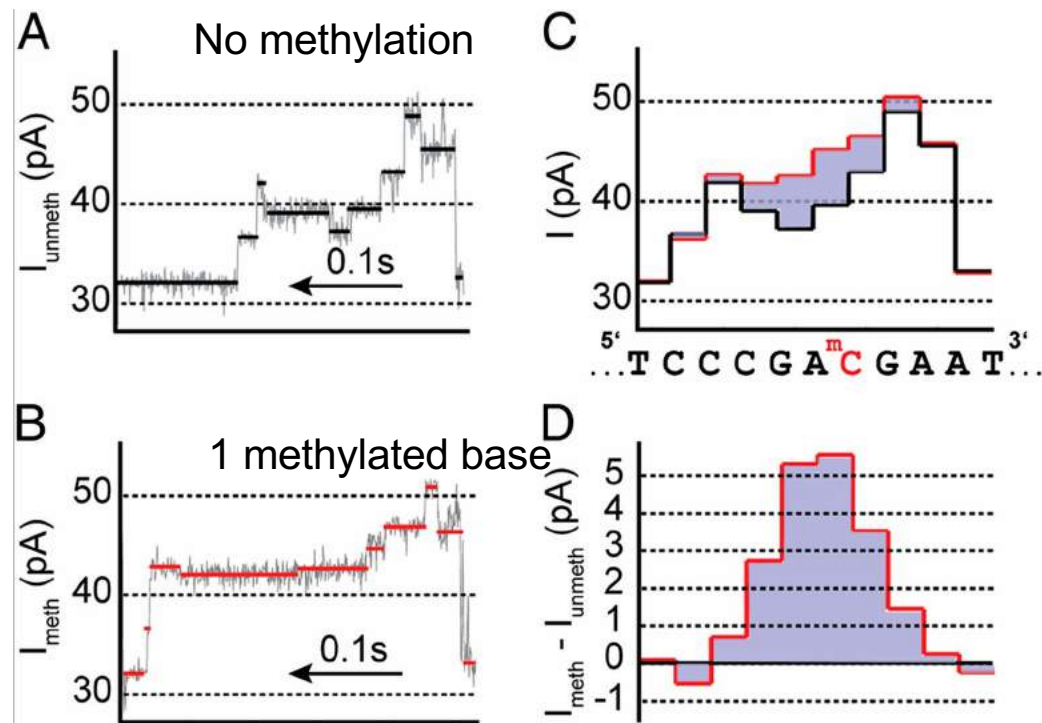 A
No methylation
I unmeth (pA)
50
40
30
0.1s
B
1 methylated base
I meth (pA)
50
40
30
0.1s
C
I (pA)
50
40
30
5‘ 3‘
...TCCCGAmCGAAT...
D
I meth - I unmeth (pA)
5
4
3
2
1
0
-1